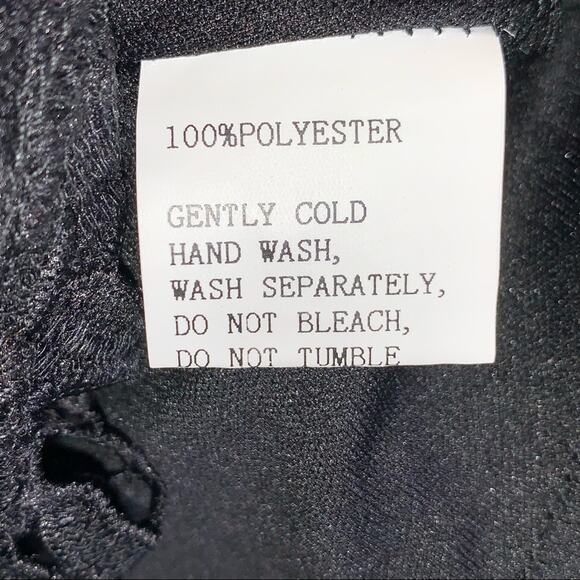 100%POLYESTER
GENTLY COLD
HAND WASH,
WASH SEPARATELY,
DO NOT BLEACH,
DO NOT TUMBLE